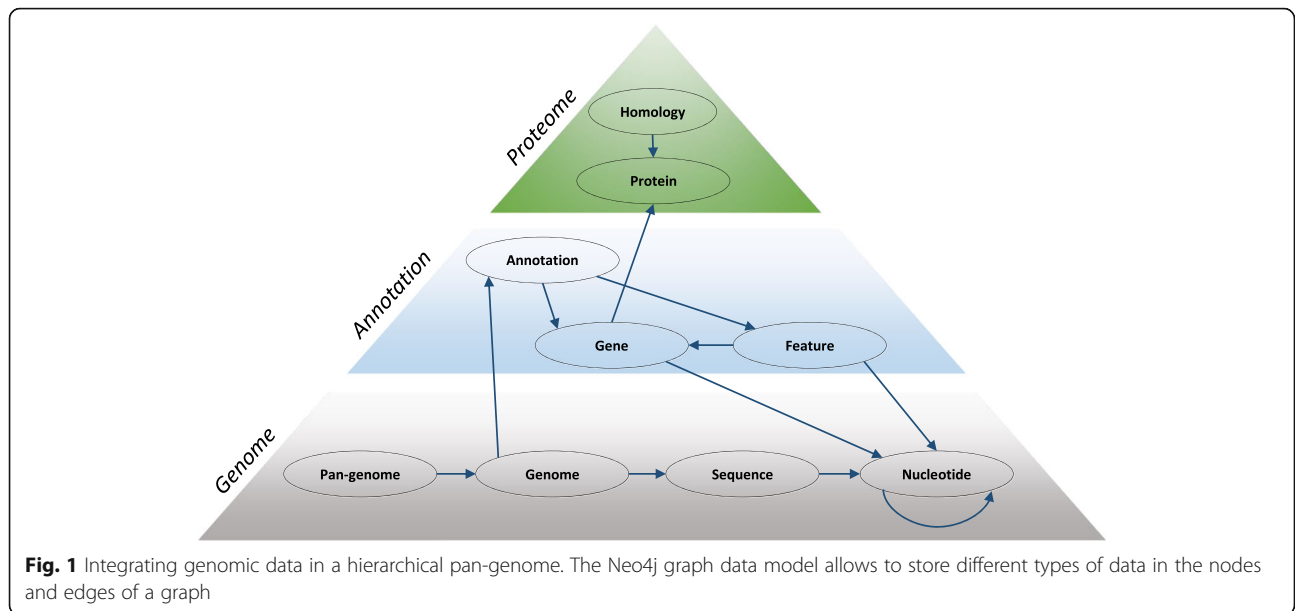 Proteome
Homology
Protein
Annotation
Annotation
Gene
Feature
Genome
Pan-genome
Genome
Sequence
Nucleotide
Fig. 1 Integrating genomic data in a hierarchical pan-genome. The Neo4j graph data model allows to store different types of data in the nodes
and edges of a graph